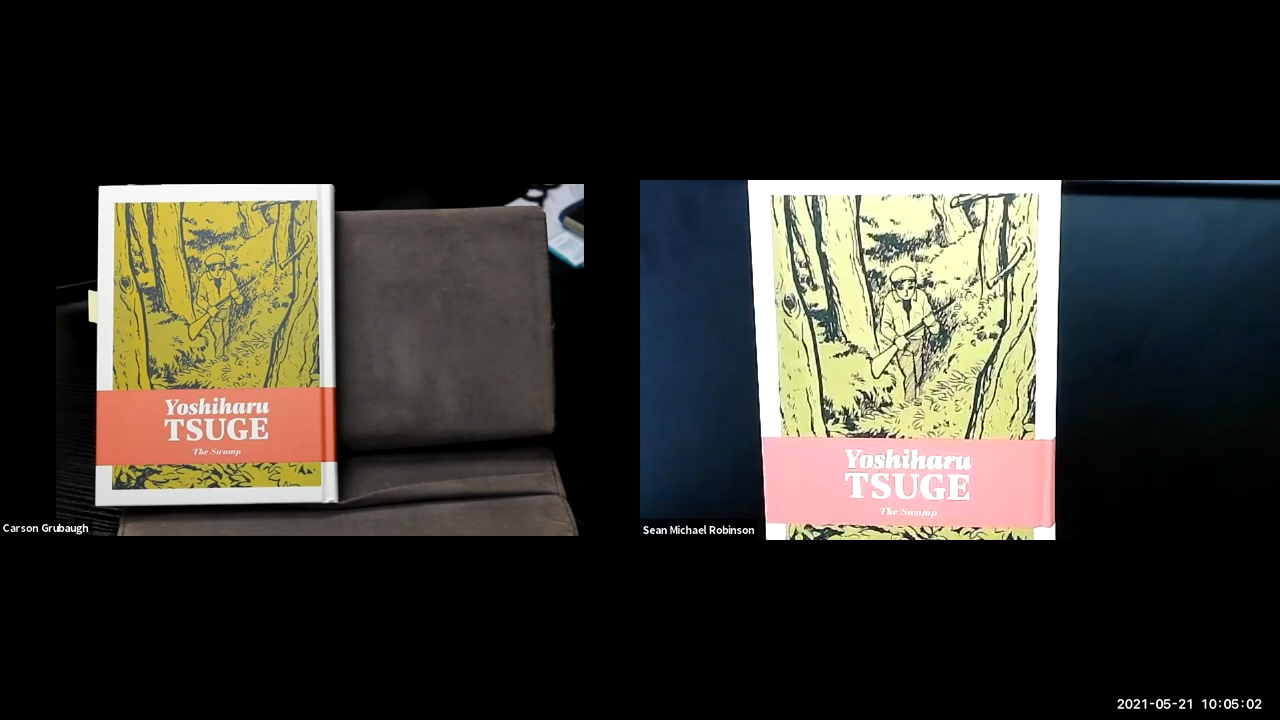 Yoshiharu
TSUGE
The Swamp
Carson Grubaugh
Yoshiharu
TSUGE
The Swamp
Sean Michael Robinson
2021-05-21 10:05:02